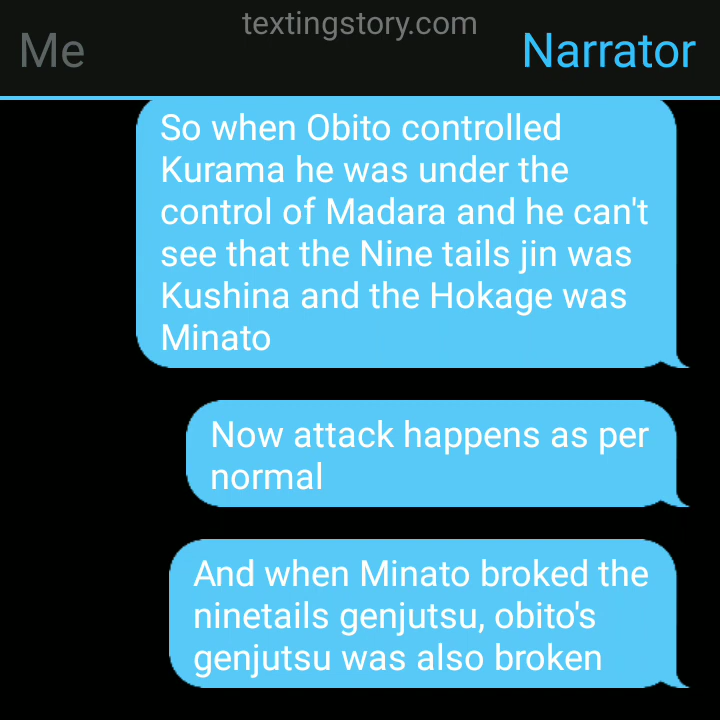 textingstory.com
Me
Narrator
So when Obito controlled
Kurama he was under the
control of Madara and he can't
see that the Nine tails jin was
Kushina and the Hokage was
Minato
Now attack happens as per
normal
And when Minato broked the
ninetails genjutsu, obito's
genjutsu was also broken